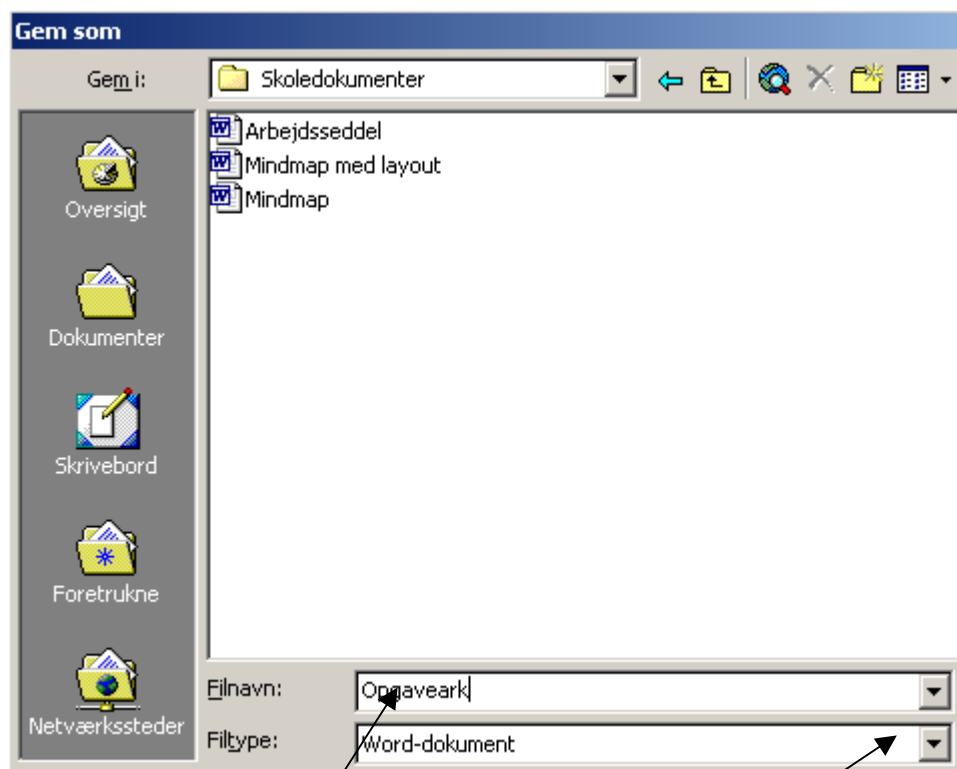 Gem som
Gem i:
Skoledokumenter
Arbejdsseddel
Mindmap med layout
Mindmap
Oversigt
Dokumenter
Skrivebord
Foretrukne
Netværkssteder
Filnavn:
Opgaveark
Filtype:
Word-dokument